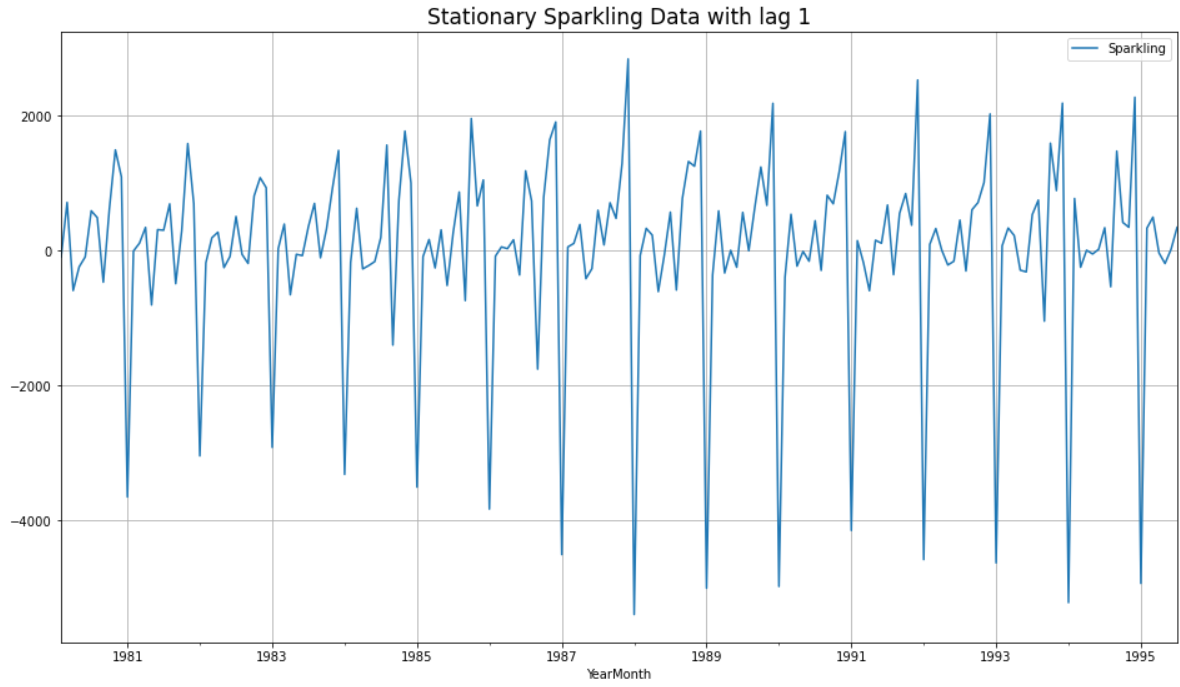 Stationary Sparkling Data with lag 1
Sparkling
2000
0
−2000
−4000
1981 1983 1985 1987 1989 1991 1993 1995
YearMonth